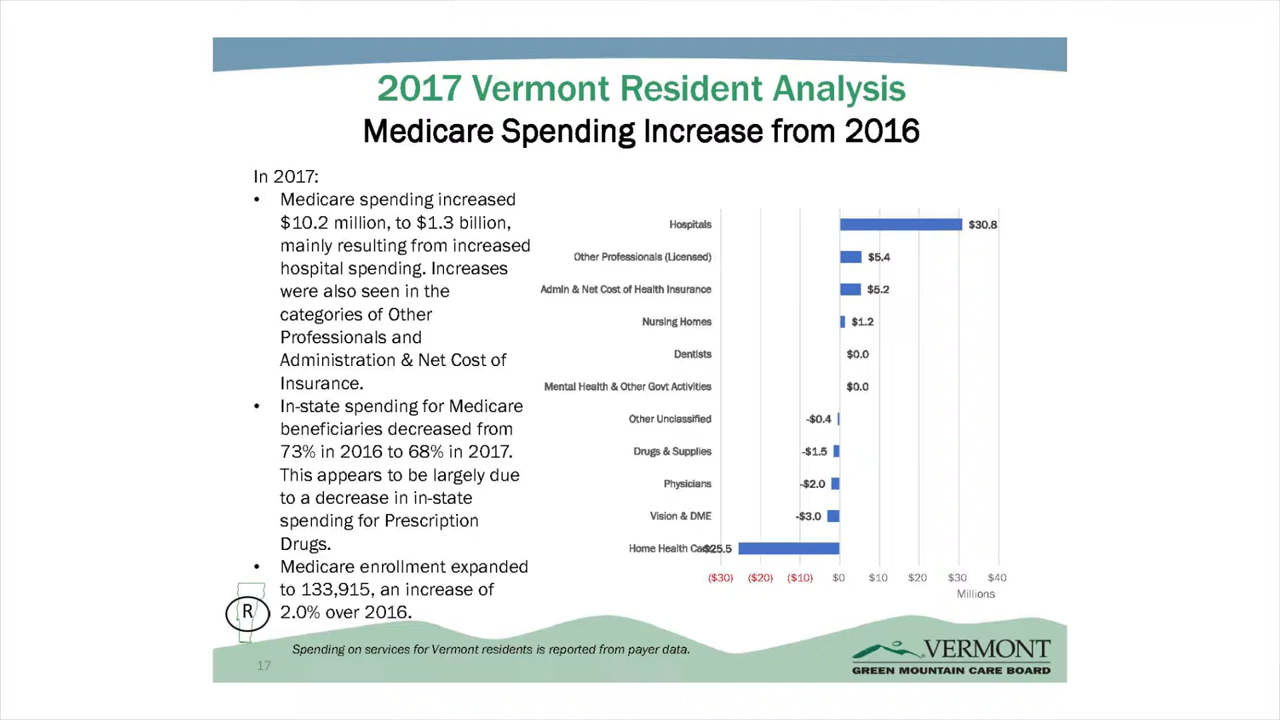 2017 Vermont Resident Analysis
Medicare Spending Increase from 2016
In 2017:
• Medicare spending increased
$10.2 million, to $1.3 billion,
mainly resulting from increased
hospital spending. Increases
were also seen in the
categories of Other
Professionals and
Administration & Net Cost of
Insurance.
• In-state spending for Medicare
beneficiaries decreased from
73% in 2016 to 68% in 2017.
This appears to be largely due
to a decrease in in-state
spending for Prescription
Drugs.
• Medicare enrollment expanded
to 133,915, an increase of
2.0% over 2016.
Hospitals $30.8
Other Professionals (Licensed) $5.4
Admin & Net Cost of Health Insurance $5.2
Nursing Homes $1.2
Dentists $0.0
Mental Health & Other Govt Activities $0.0
Other Unclassified -$0.4
Drugs & Supplies -$1.5
Physicians -$2.0
Vision & DME -$3.0
Home Health Care -$25.5
($30) ($20) ($10) $0 $10 $20 $30 $40
Millions
R
Spending on services for Vermont residents is reported from payer data.
17
VERMONT
GREEN MOUNTAIN CARE BOARD